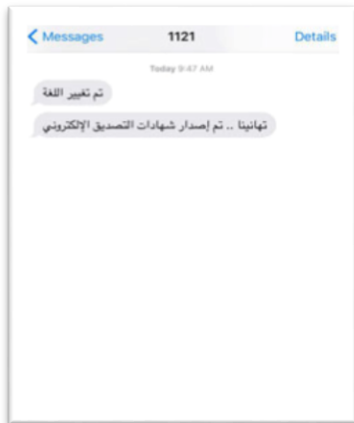 Messages 1121 Details
Today 9:47 AM
تم تغيير اللغة
تهانينا .. تم إصدار شهادات التصديق الإلكتروني